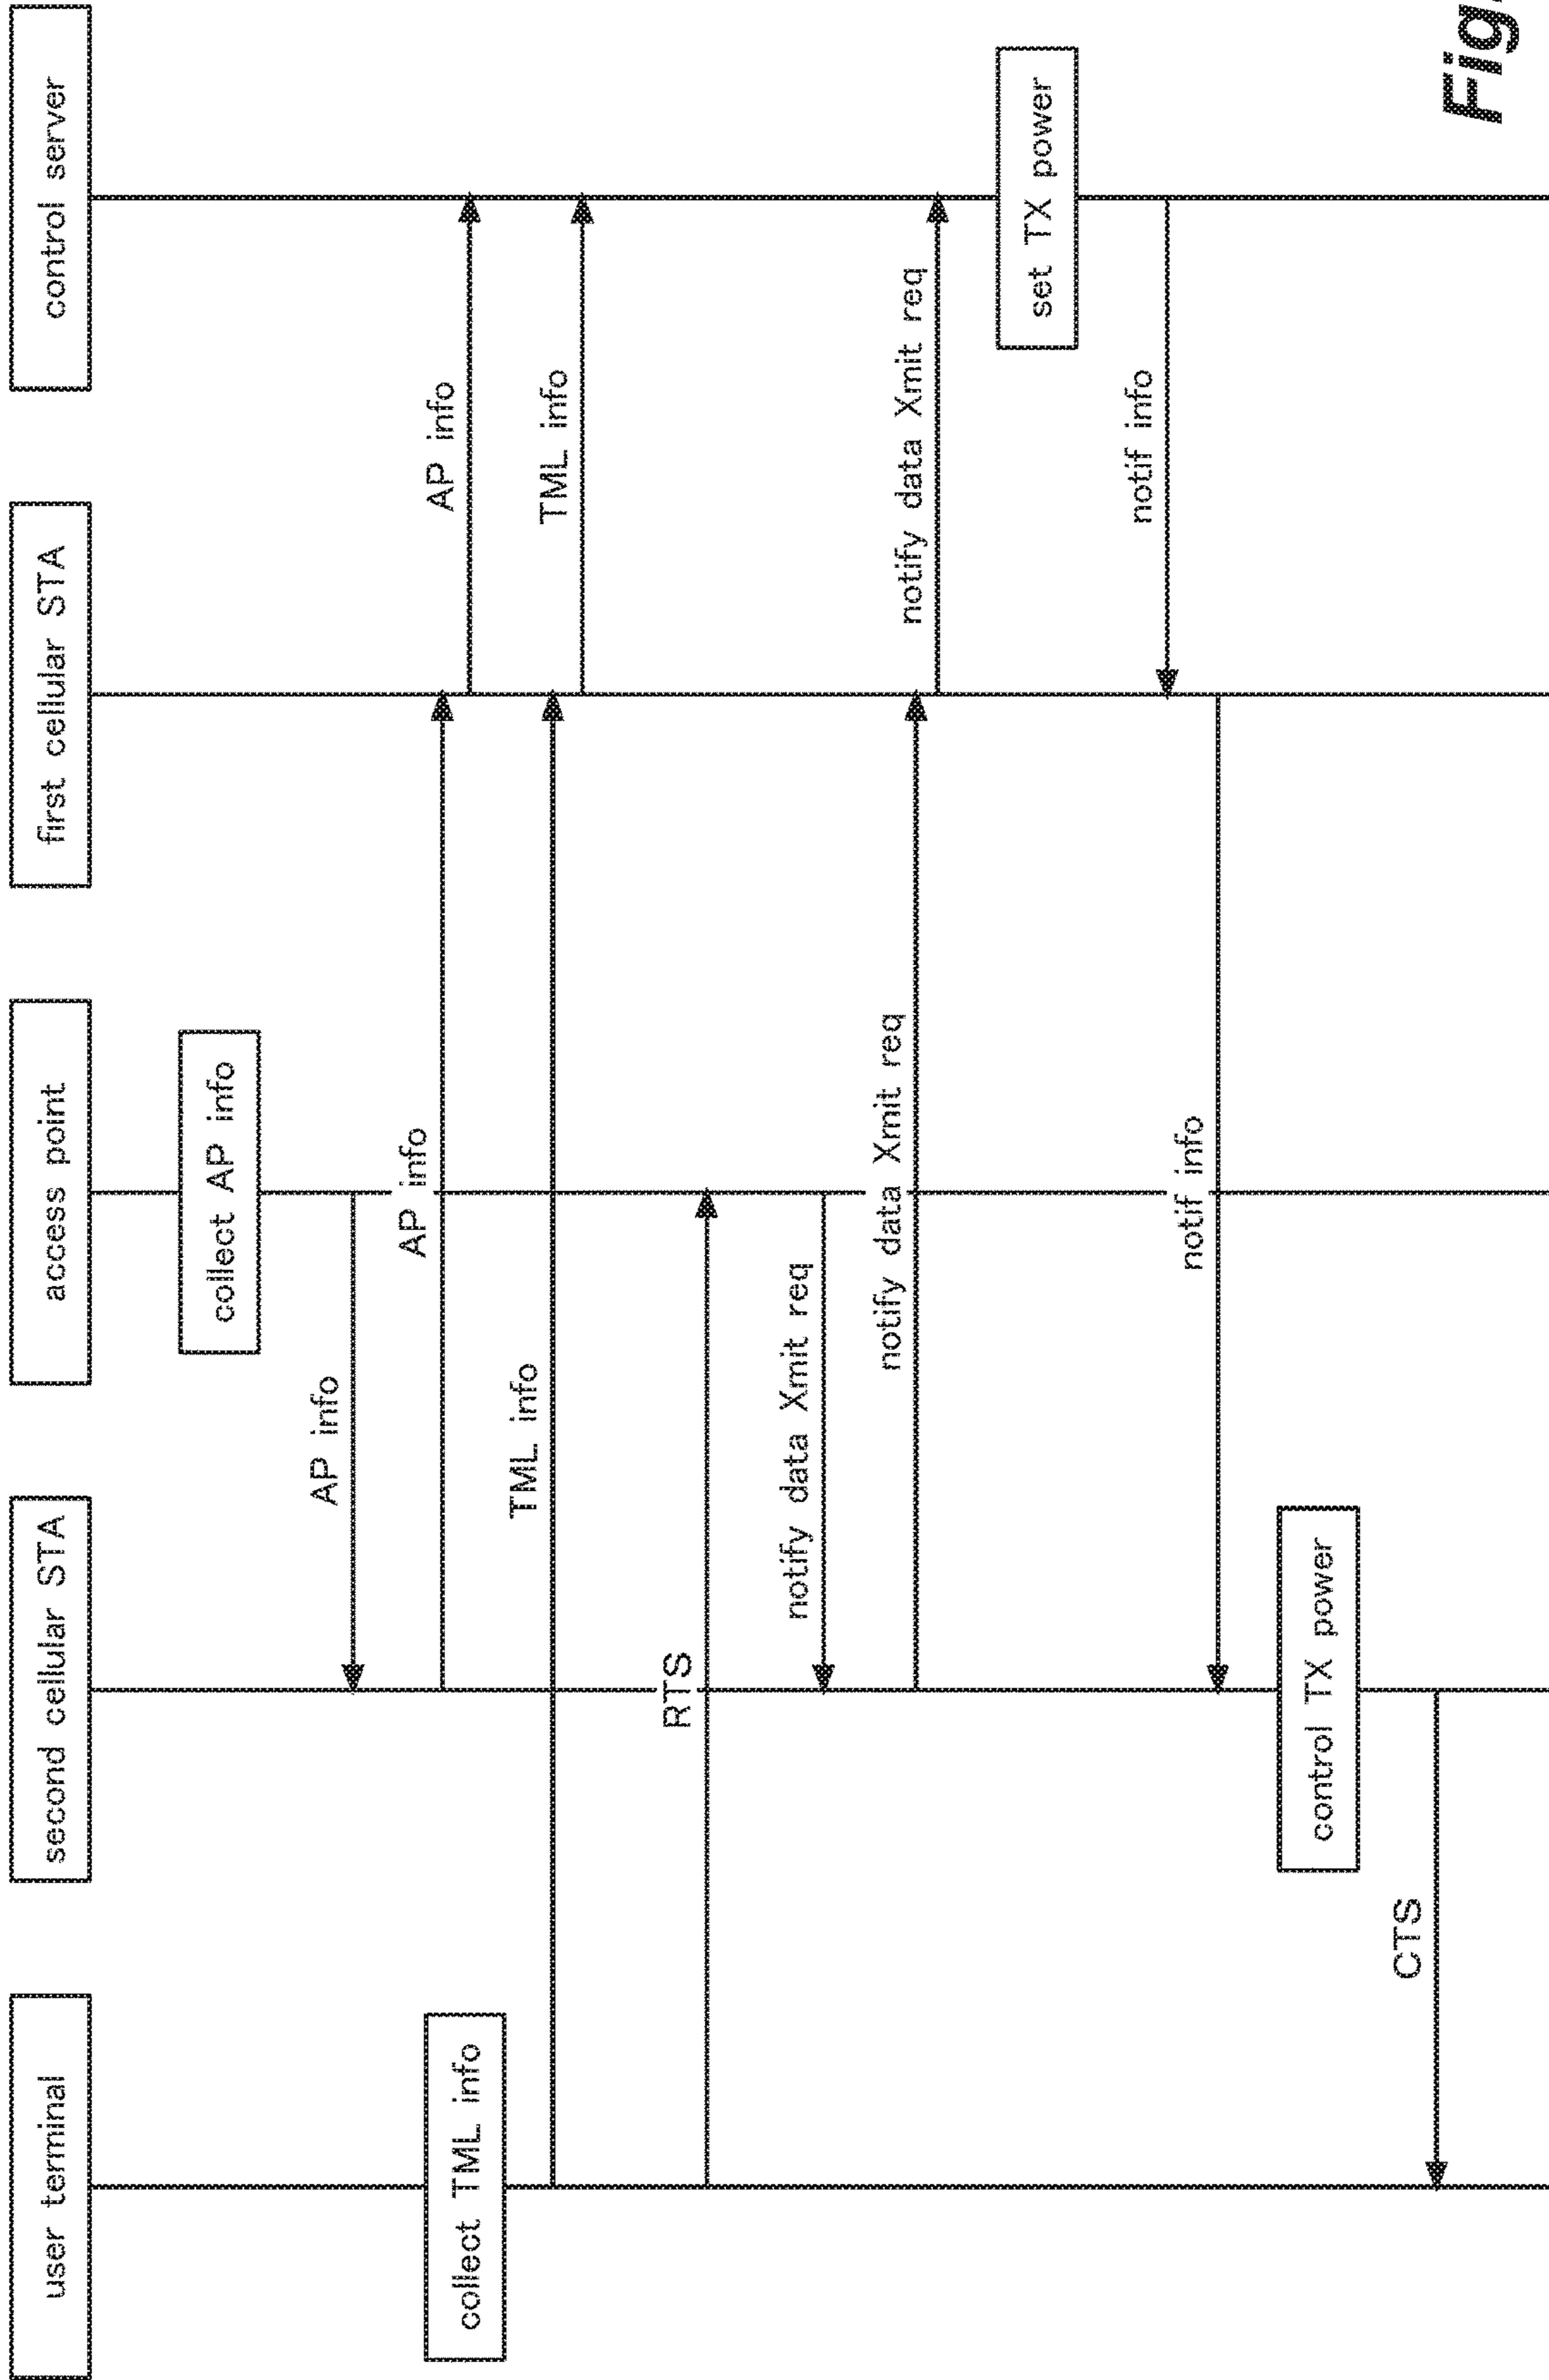 user terminal
second cellular STA
access point
first cellular STA
control server
collect AP info
AP info
AP info
AP info
collect TML info
TML info
TML info
RTS
notify data Xmit req
notify data Xmit req
notify data Xmit req
set TX power
notif info
notif info
control TX power
CTS
Fig